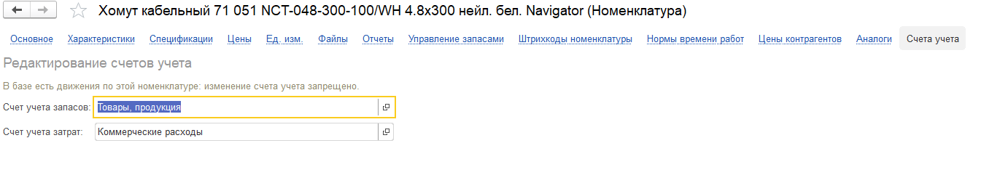 Хомут кабельный 71 051 NCT-048-300-100/WH 4.8x300 нейл. бел. Navigator (Номенклатура)
Основное Характеристики Спецификации Цены Ед. изм. Файлы Отчеты Управление запасами Штрихкоды номенклатуры Нормы времени работ Цены контрагентов Аналоги Счета учета
Редактирование счетов учета
В базе есть движения по этой номенклатуре: изменение счета учета запрещено.
Счет учета запасов: Товары, продукция
Счет учета затрат: Коммерческие расходы